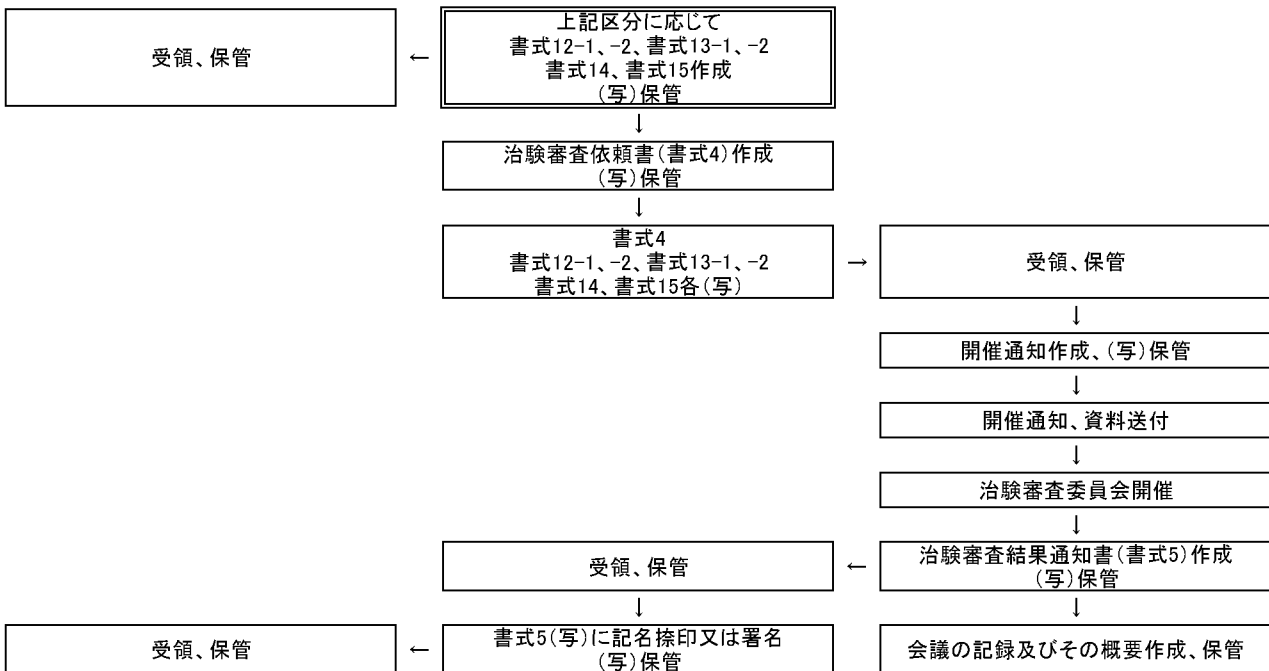 上記区分に応じて
書式12-1、-2、書式13-1、-2
書式14、書式15作成
(写)保管
受領、保管
←
↓
治験審査依頼書(書式4)作成
(写)保管
↓
書式4
書式12-1、-2、書式13-1、-2
書式14、書式15各(写)
→
受領、保管
↓
開催通知作成、(写)保管
↓
開催通知、資料送付
↓
治験審査委員会開催
↓
治験審査結果通知書(書式5)作成
(写)保管
←
受領、保管
↓
↓
書式5(写)に記名捺印又は署名
(写)保管
←
受領、保管
会議の記録及びその概要作成、保管